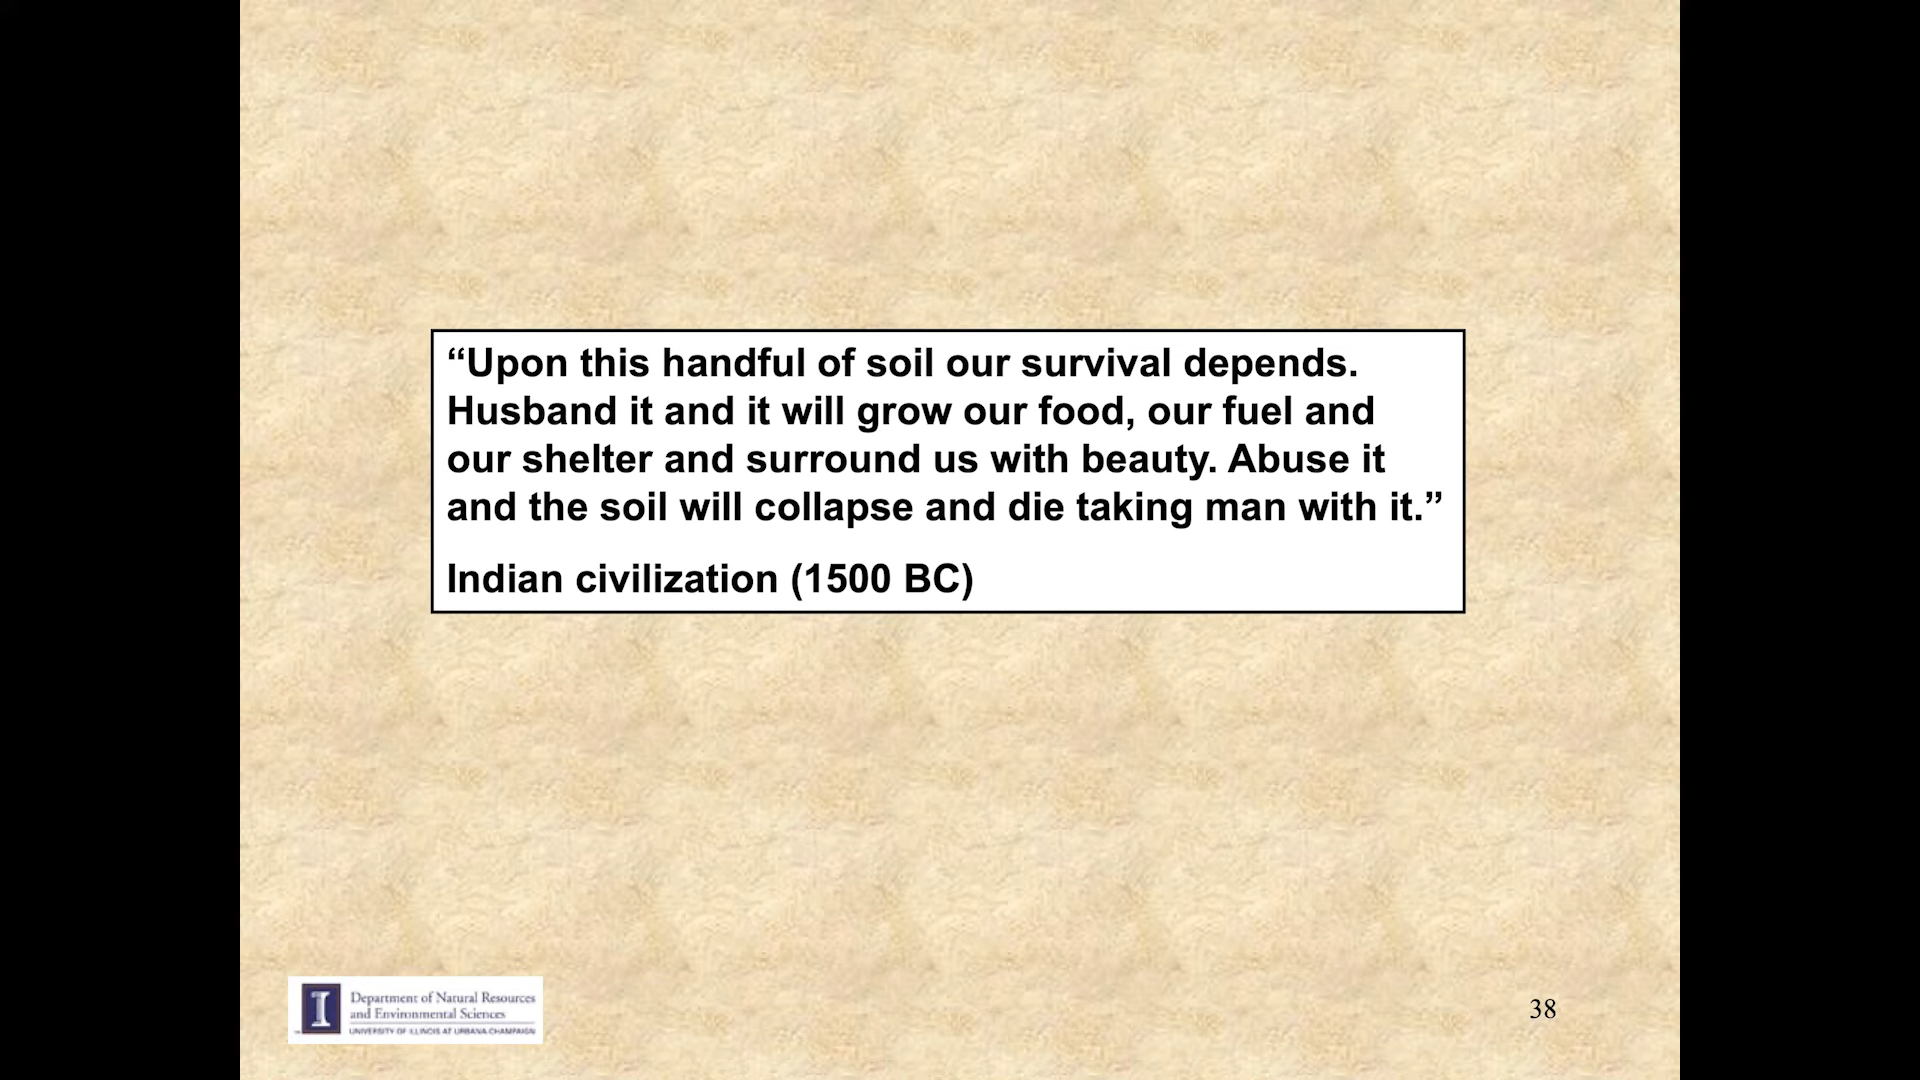 “Upon this handful of soil our survival depends.
Husband it and it will grow our food, our fuel and
our shelter and surround us with beauty. Abuse it
and the soil will collapse and die taking man with it.”
Indian civilization (1500 BC)
Department of Natural Resources
and Environmental Sciences
UNIVERSITY OF ILLINOIS AT URBANA-CHAMPAIGN
38